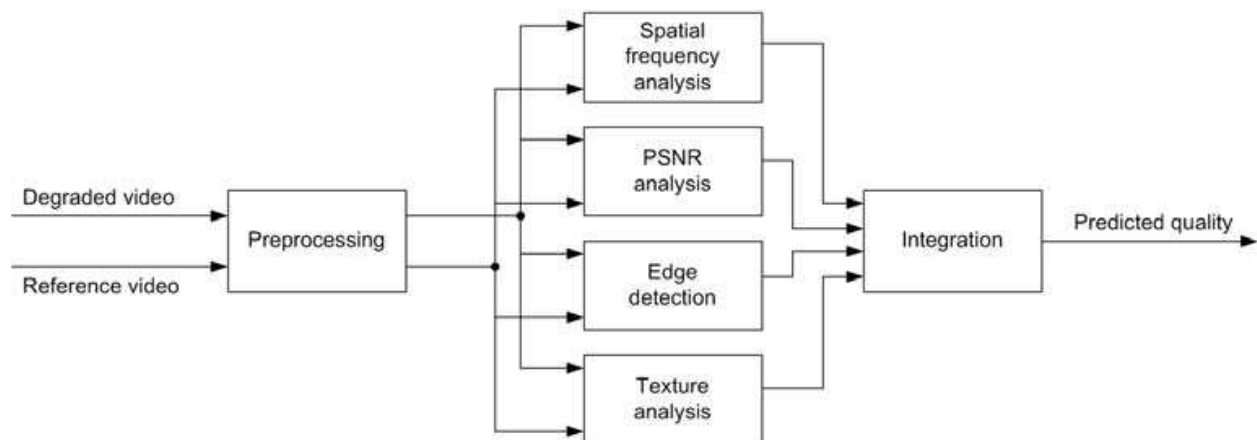 Degraded video
Reference video
Preprocessing
Spatial
frequency
analysis
PSNR
analysis
Edge
detection
Texture
analysis
Integration
Predicted quality